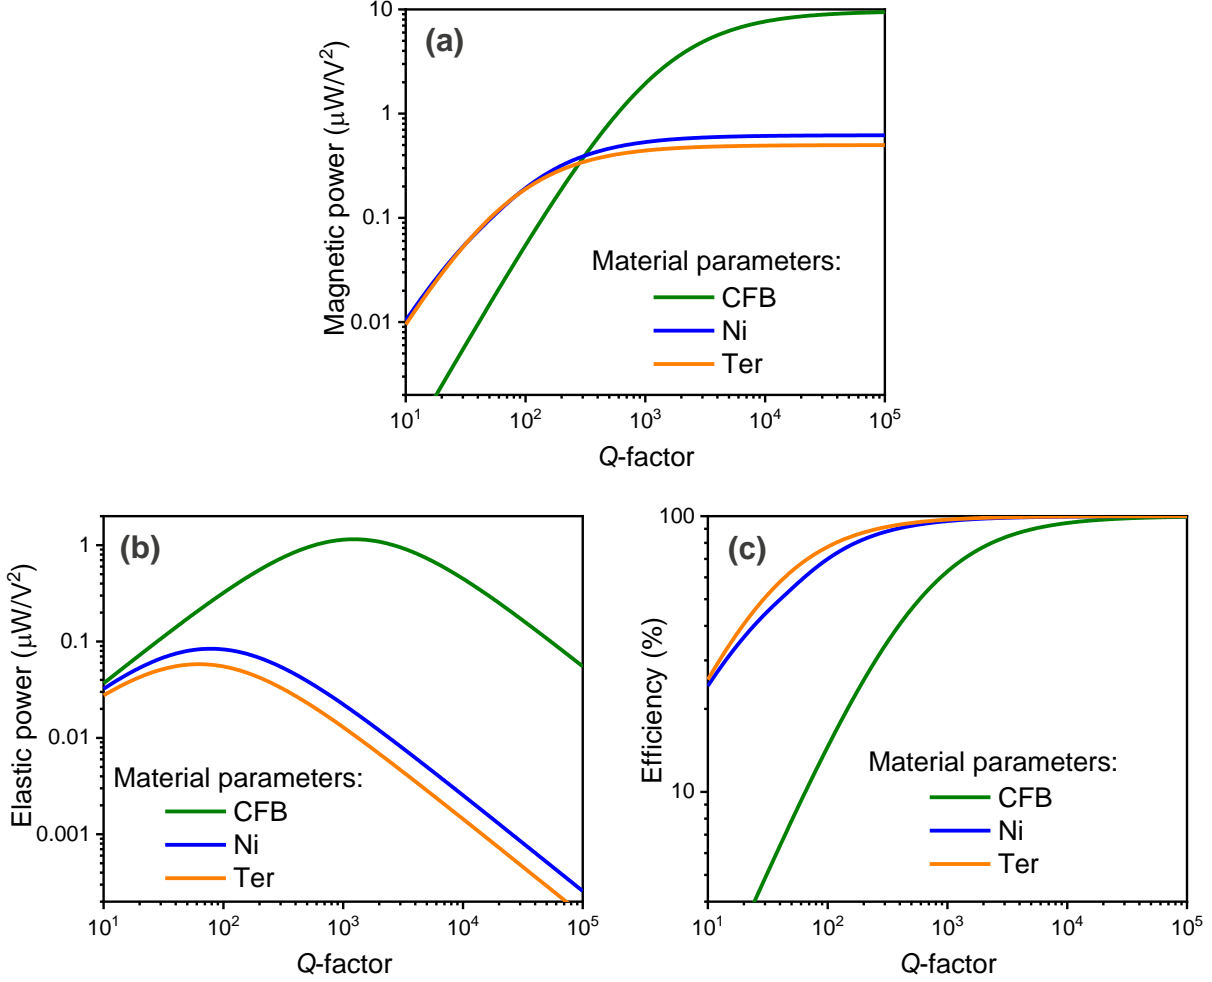 (a)
Magnetic power (μW/V²)
10
1
0.1
0.01
Material parameters:
CFB
Ni
Ter
10¹
10²
10³
10⁴
10⁵
Q-factor
(b)
Elastic power (μW/V²)
1
0.1
0.01
0.001
Material parameters:
CFB
Ni
Ter
10¹
10²
10³
10⁴
10⁵
Q-factor
(c)
Efficiency (%)
100
10
Material parameters:
CFB
Ni
Ter
10¹
10²
10³
10⁴
10⁵
Q-factor